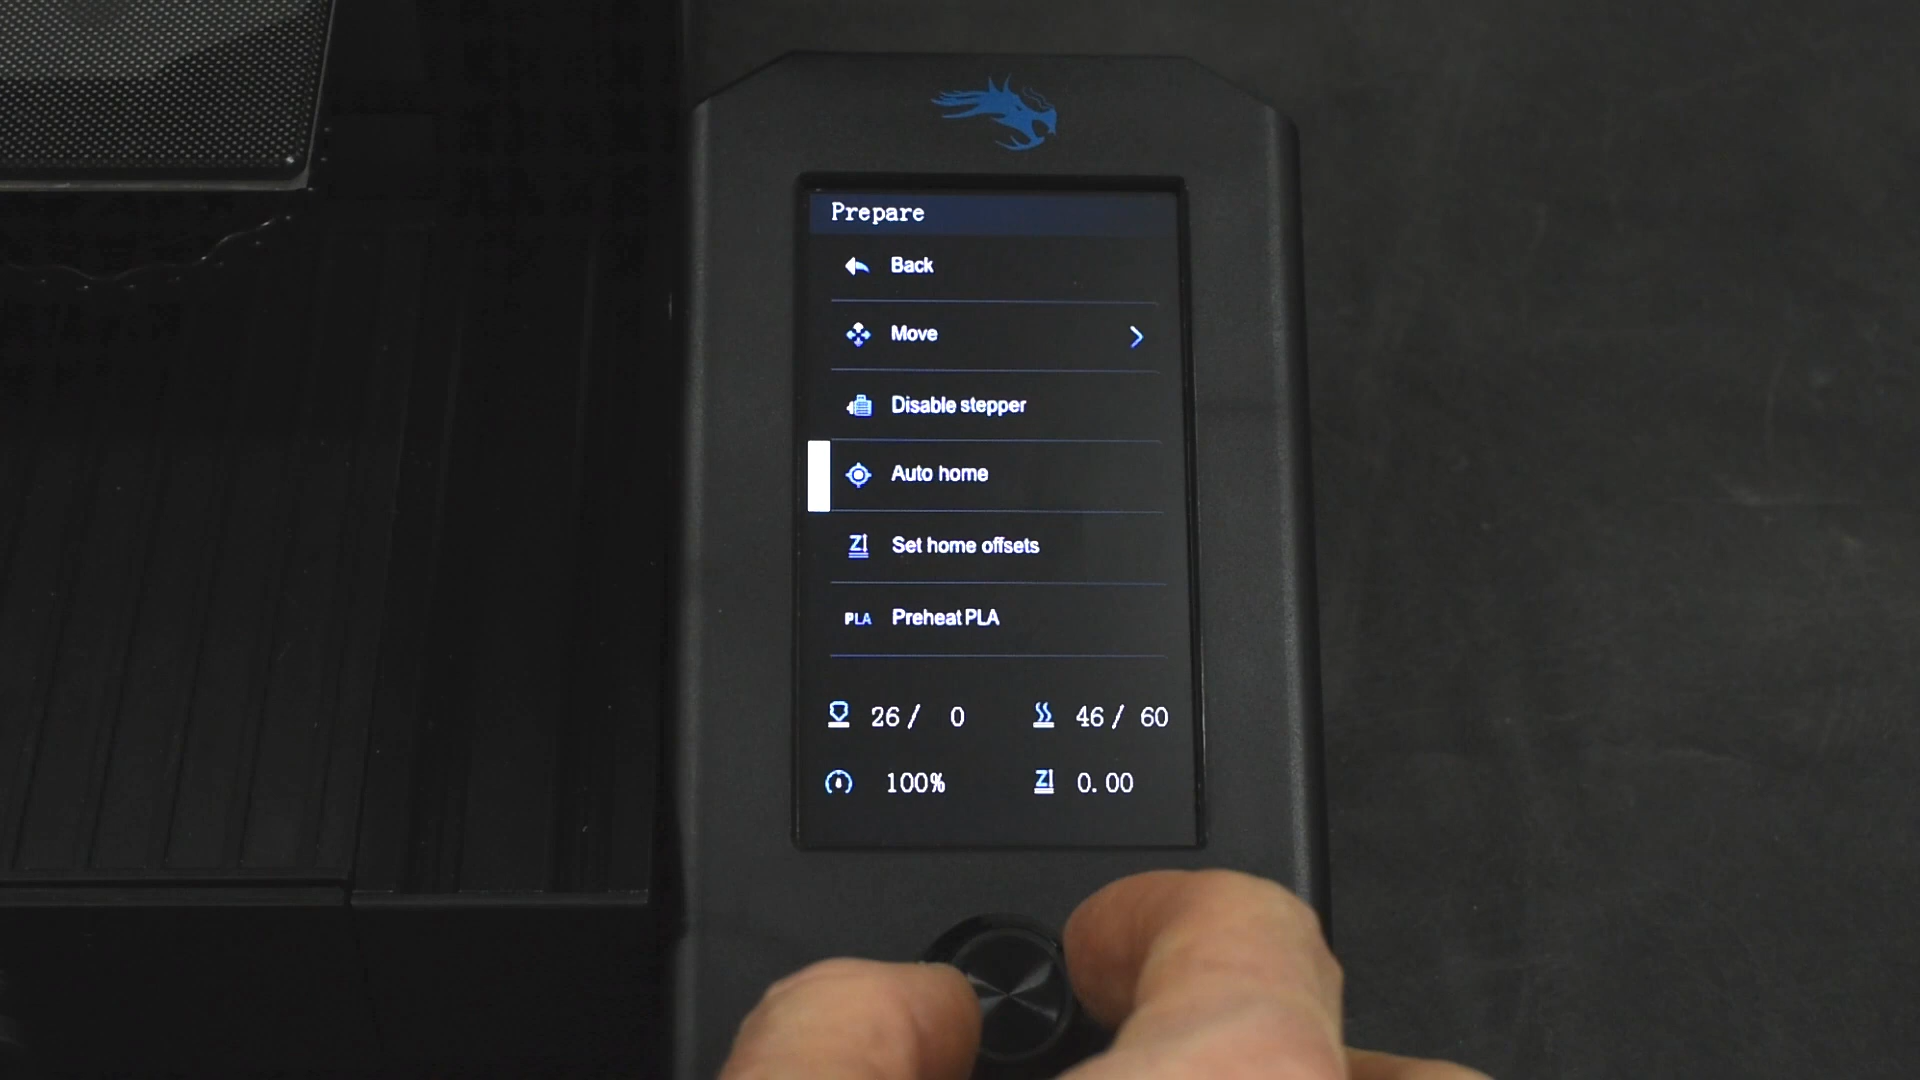 Prepare
Back
Move
Disable stepper
Auto home
Set home offsets
PLA Preheat PLA
26 / 0 46 / 60
100% Z 0.00